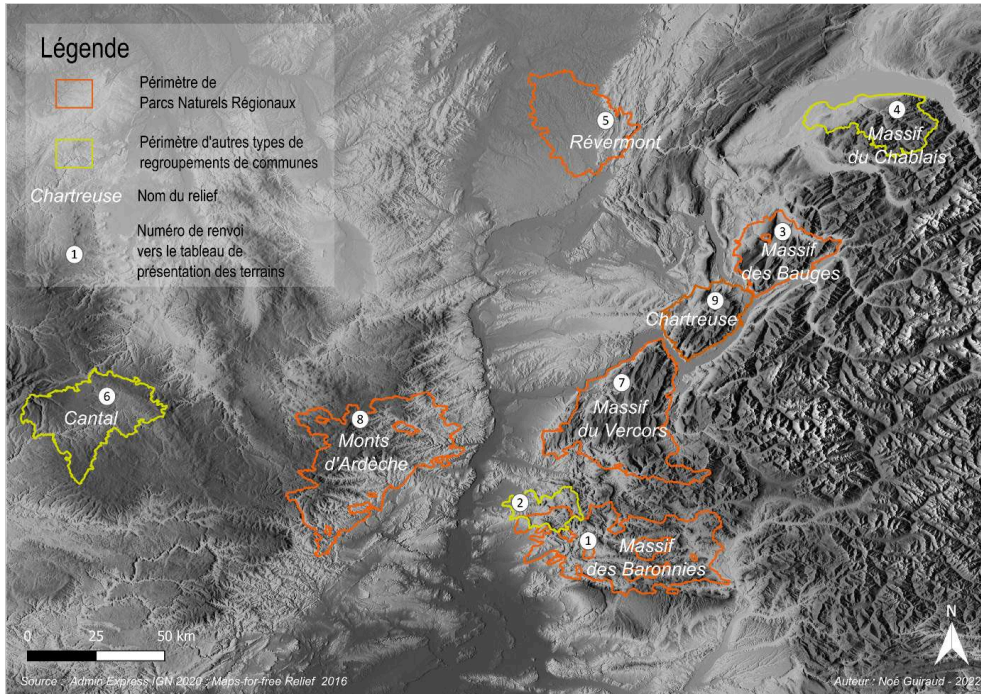 Légende
Périmètre de
Parcs Naturels Régionaux
Périmètre d'autres types de
regroupements de communes
Chartreuse
Nom du relief
1
Numéro de renvoi
vers le tableau de
présentation des terrains
5
Révermont
4
Massif
du Chablais
3
Massif
des Bauges
9
Chartreuse
7
Massif
du Vercors
6
Cantal
8
Monts
d'Ardèche
2
1
Massif
des Baronnies
0 25 50 km
N
Source : Admin Express IGN 2020 ; Maps-for-free Relief 2016
Auteur : Noé Guiraud - 2022